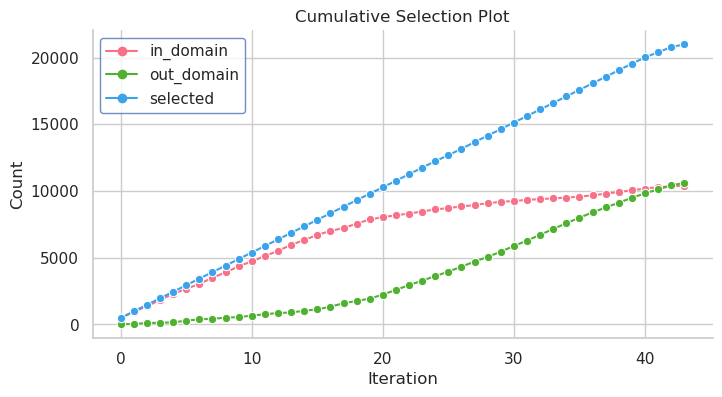 Cumulative Selection Plot
in_domain
out_domain
selected
20000
15000
10000
5000
0
Count
0 10 20 30 40
Iteration